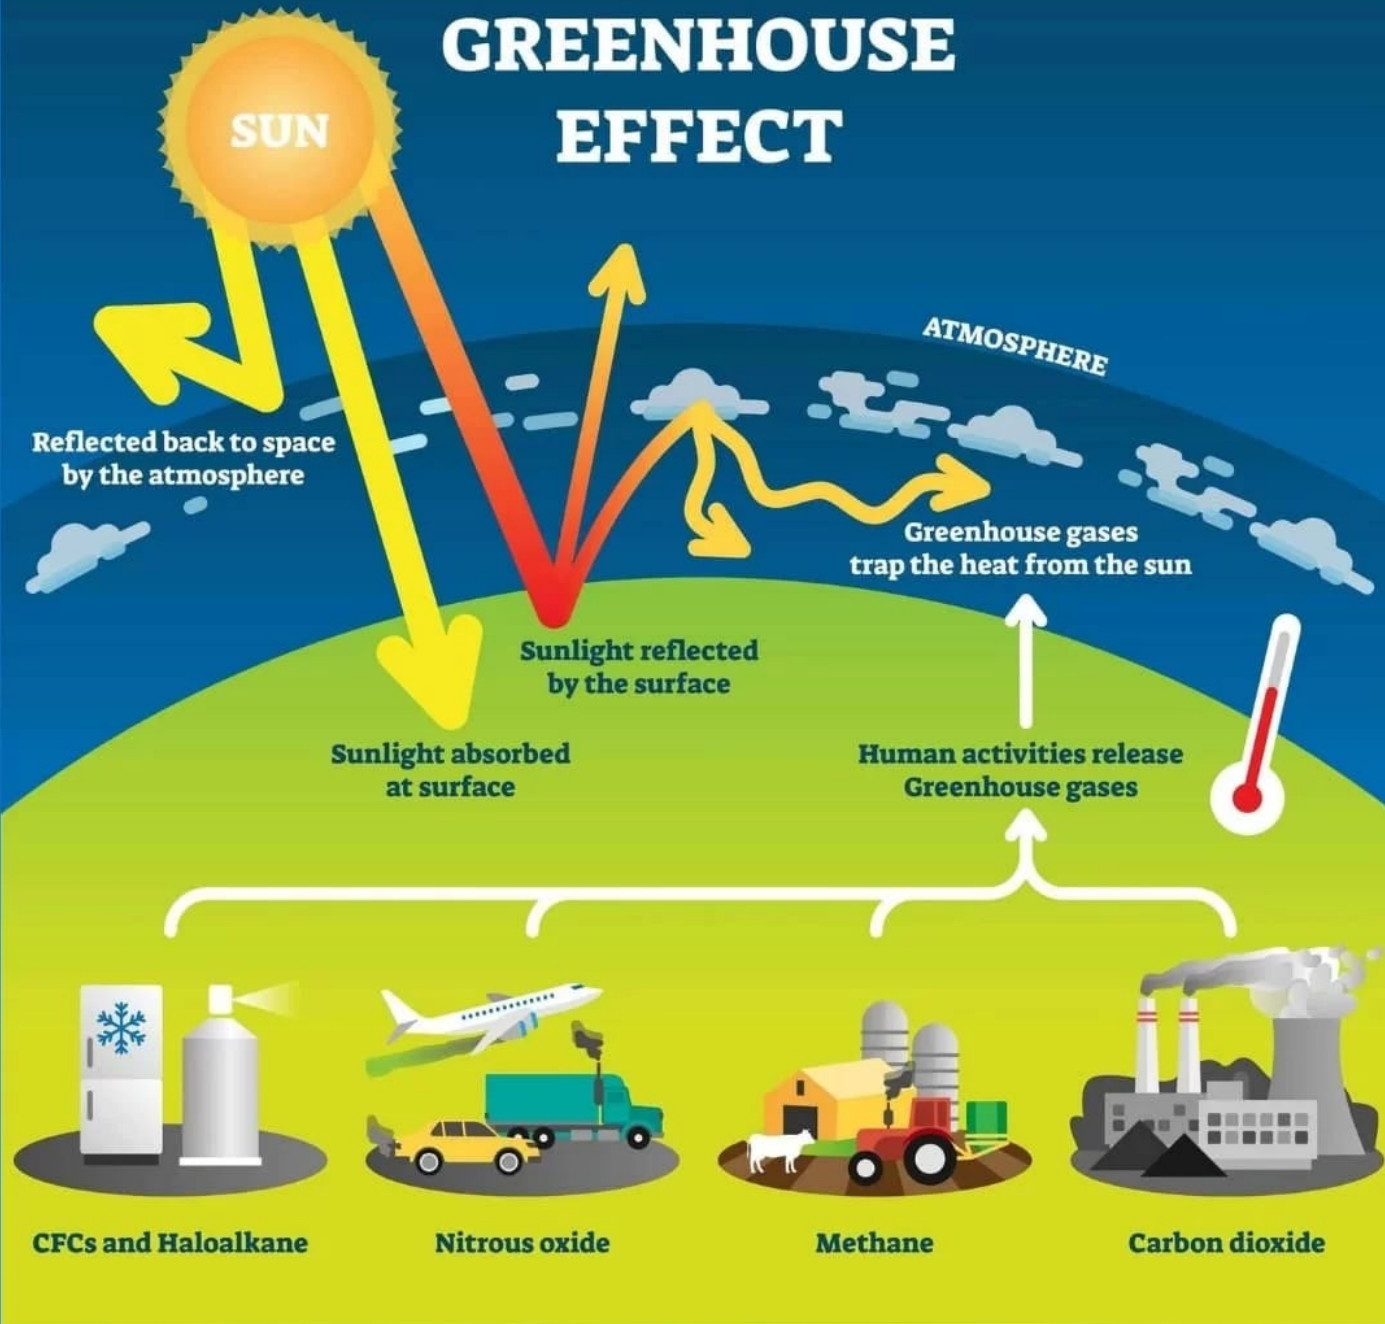 GREENHOUSE
EFFECT
SUN
ATMOSPHERE
Reflected back to space
by the atmosphere
Greenhouse gases
trap the heat from the sun
Sunlight reflected
by the surface
Sunlight absorbed
at surface
Human activities release
Greenhouse gases
CFCs and Haloalkane
Nitrous oxide
Methane
Carbon dioxide